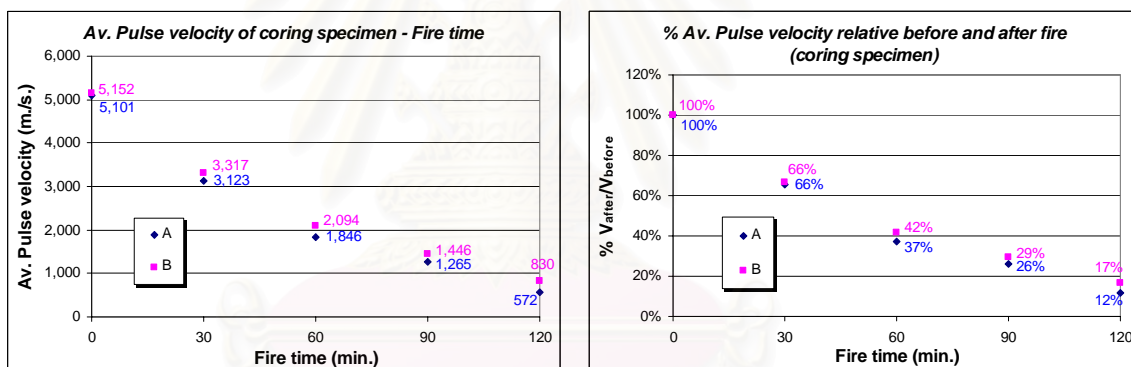 Av. Pulse velocity of coring specimen - Fire time
Av. Pulse velocity (m./s.)
6,000
5,000
4,000
3,000
2,000
1,000
0
5,152
5,101
3,317
3,123
2,094
1,846
1,446
1,265
830
572
A
B
0 30 60 90 120
Fire time (min.)
% Av. Pulse velocity relative before and after fire
(coring specimen)
% Vafter/Vbefore
120%
100%
80%
60%
40%
20%
0%
100%
100%
66%
66%
42%
37%
29%
26%
17%
12%
A
B
0 30 60 90 120
Fire time (min.)